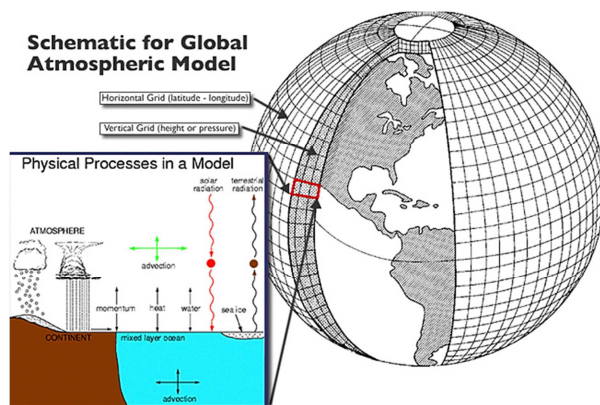 Schematic for Global
Atmospheric Model
Horizontal Grid (latitude - longitude)
Vertical Grid (height or pressure)
Physical Processes in a Model
solar
radiation
terrestrial
radiation
ATMOSPHERE
advection
momentum
heat
water
sea ice
CONTINENT
mixed layer ocean
advection